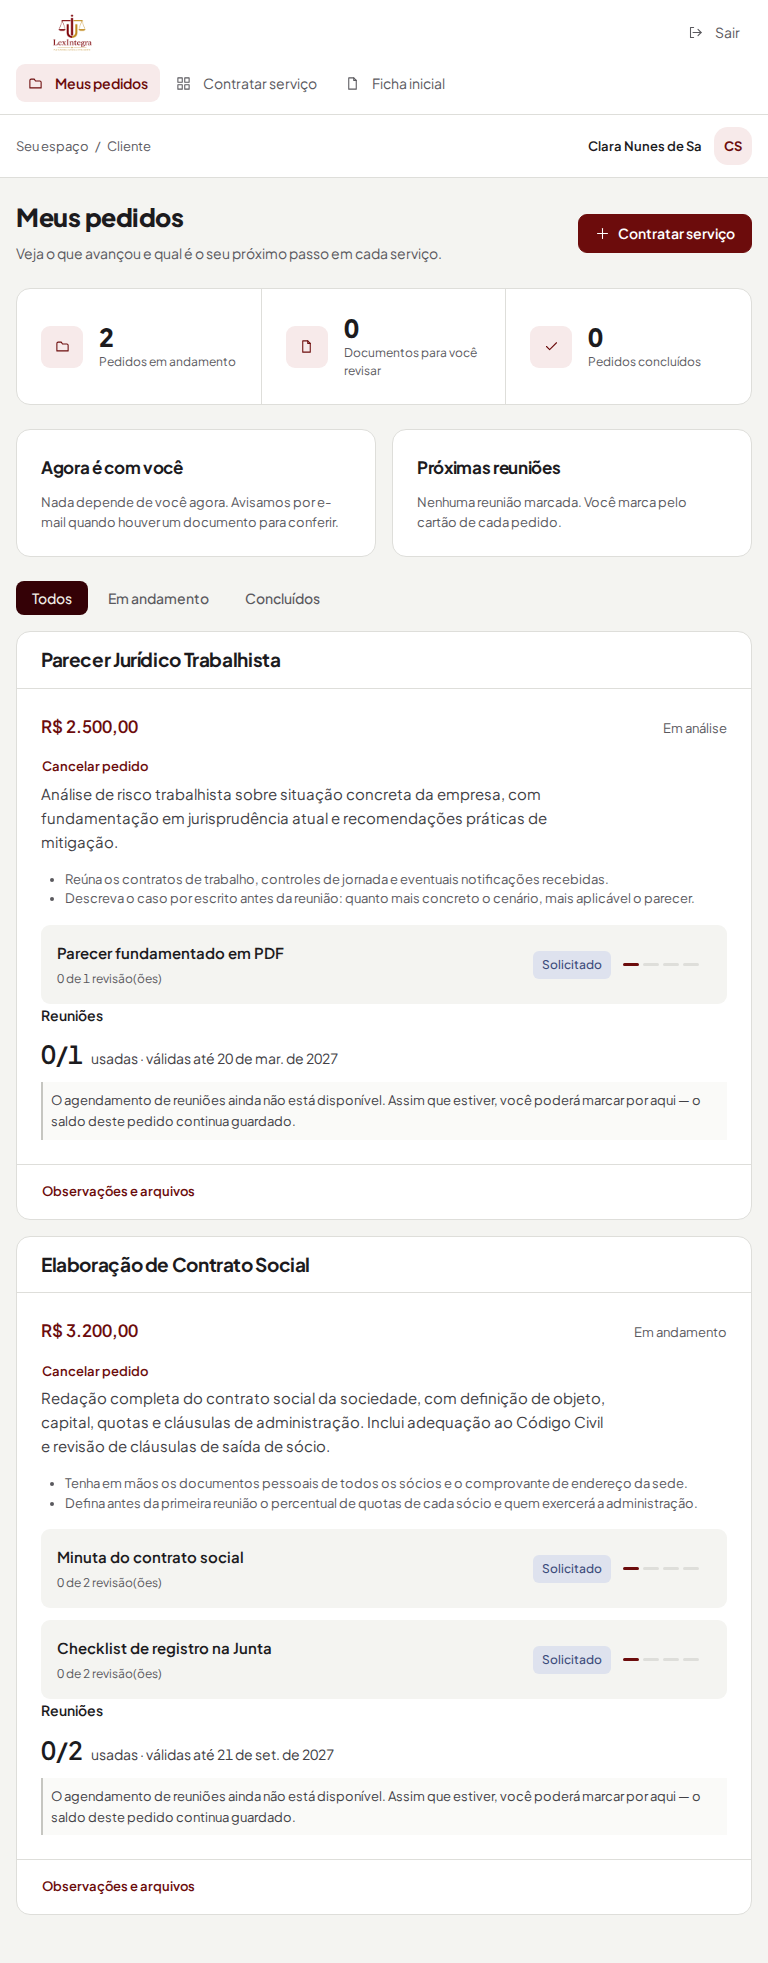 LexIntegra
Sair
Meus pedidos
Contratar serviço
Ficha inicial
Seu espaço / Cliente
Clara Nunes de Sa
CS
Meus pedidos
Veja o que avançou e qual é o seu próximo passo em cada serviço.
Contratar serviço
2
Pedidos em andamento
0
Documentos para você
revisar
0
Pedidos concluídos
Agora é com você
Nada depende de você agora. Avisamos por e-
mail quando houver um documento para conferir.
Próximas reuniões
Nenhuma reunião marcada. Você marca pelo
cartão de cada pedido.
Todos
Em andamento
Concluídos
Parecer Jurídico Trabalhista
R$ 2.500,00
Em análise
Cancelar pedido
Análise de risco trabalhista sobre situação concreta da empresa, com
fundamentação em jurisprudência atual e recomendações práticas de
mitigação.
• Reúna os contratos de trabalho, controles de jornada e eventuais notificações recebidas.
• Descreva o caso por escrito antes da reunião: quanto mais concreto o cenário, mais aplicável o parecer.
Parecer fundamentado em PDF
0 de 1 revisão(ões)
Solicitado
Reuniões
0/1 usadas · válidas até 20 de mar. de 2027
O agendamento de reuniões ainda não está disponível. Assim que estiver, você poderá marcar por aqui — o
saldo deste pedido continua guardado.
Observações e arquivos
Elaboração de Contrato Social
R$ 3.200,00
Em andamento
Cancelar pedido
Redação completa do contrato social da sociedade, com definição de objeto,
capital, quotas e cláusulas de administração. Inclui adequação ao Código Civil
e revisão de cláusulas de saída de sócio.
• Tenha em mãos os documentos pessoais de todos os sócios e o comprovante de endereço da sede.
• Defina antes da primeira reunião o percentual de quotas de cada sócio e quem exercerá a administração.
Minuta do contrato social
0 de 2 revisão(ões)
Solicitado
Checklist de registro na Junta
0 de 2 revisão(ões)
Solicitado
Reuniões
0/2 usadas · válidas até 21 de set. de 2027
O agendamento de reuniões ainda não está disponível. Assim que estiver, você poderá marcar por aqui — o
saldo deste pedido continua guardado.
Observações e arquivos